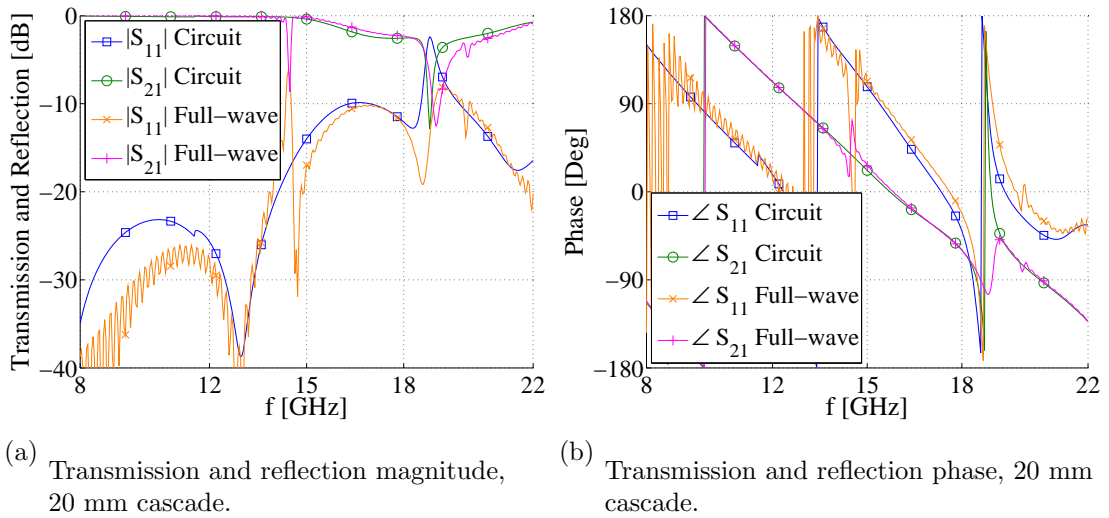 0
−10
−20
−30
−40
8
12
15
18
22
Transmission and Reflection [dB]
f [GHz]
|S11| Circuit
|S21| Circuit
|S11| Full−wave
|S21| Full−wave
(a) Transmission and reflection magnitude,
20 mm cascade.
180
90
0
−90
−180
8
12
15
18
22
Phase [Deg]
f [GHz]
∠ S11 Circuit
∠ S21 Circuit
∠ S11 Full−wave
∠ S21 Full−wave
(b) Transmission and reflection phase, 20 mm
cascade.